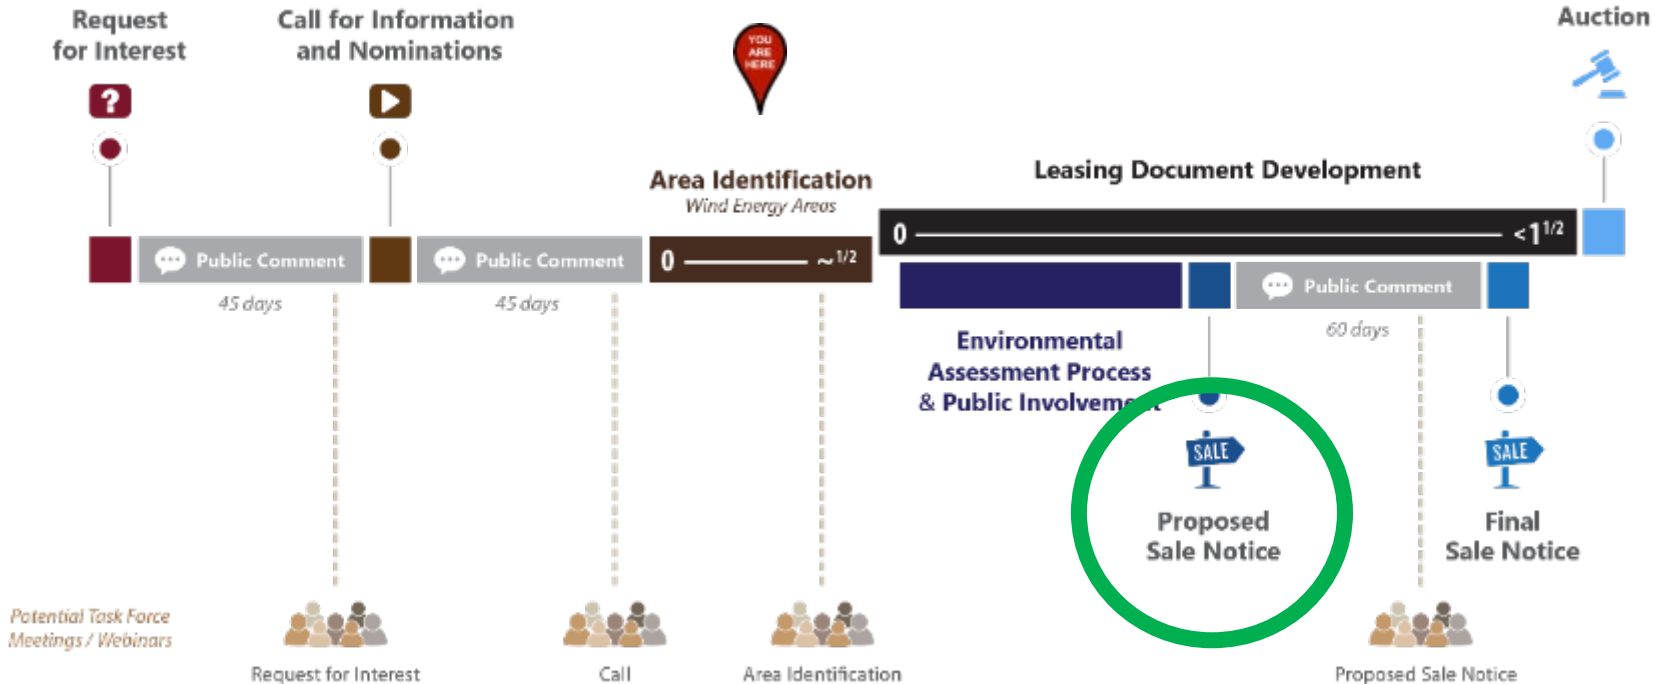 Request
for Interest
?
Call for Information
and Nominations
YOU
ARE
HERE
Auction
Area Identification
Wind Energy Areas
Leasing Document Development
0
<1 1/2
Public Comment
Public Comment
0
~1/2
45 days
45 days
Public Comment
60 days
Environmental
Assessment Process
& Public Involvement
SALE
Proposed
Sale Notice
SALE
Final
Sale Notice
Potential Task Force
Meetings / Webinars
Request for Interest
Call
Area Identification
Proposed Sale Notice